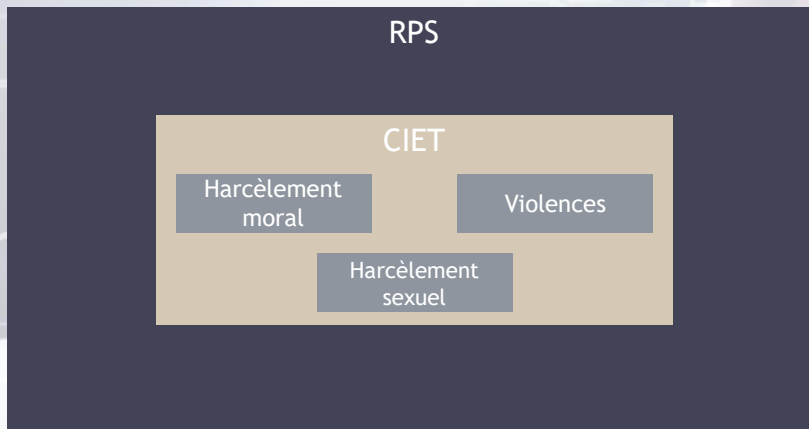 RPS
CIET
Harcèlement
moral
Violences
Harcèlement
sexuel